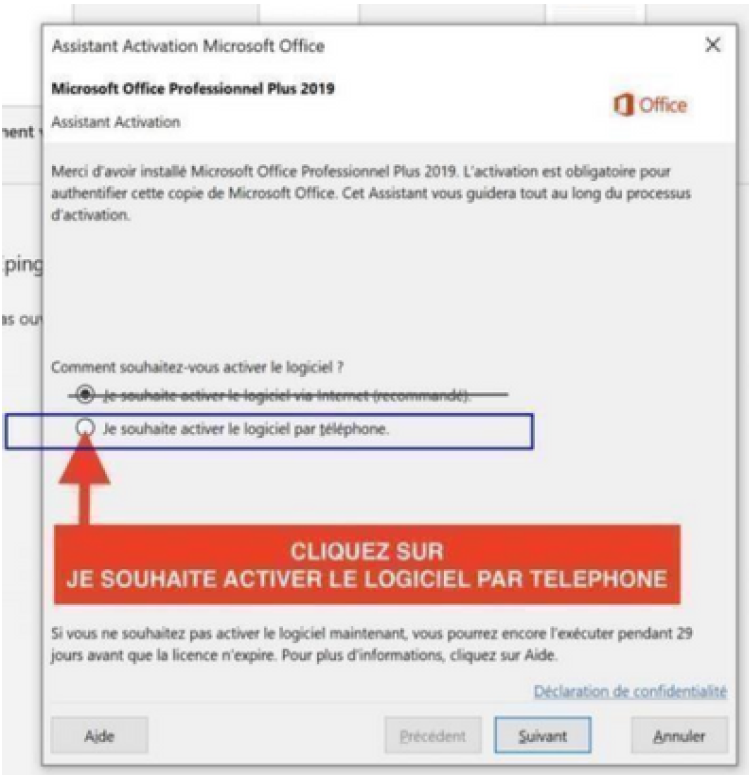 Assistant Activation Microsoft Office
Microsoft Office Professionnel Plus 2019
Office
Assistant Activation
Merci d'avoir installé Microsoft Office Professionnel Plus 2019. L'activation est obligatoire pour
authentifier cette copie de Microsoft Office. Cet Assistant vous guidera tout au long du processus
d'activation.
ping
Comment souhaitez-vous activer le logiciel ?
Je souhaite activer le logiciel via Internet (recommandé).
Je souhaite activer le logiciel par téléphone.
CLIQUEZ SUR
JE SOUHAITE ACTIVER LE LOGICIEL PAR TELEPHONE
Si vous ne souhaitez pas activer le logiciel maintenant, vous pourrez encore l'exécuter pendant 29
jours avant que la licence n'expire. Pour plus d'informations, cliquez sur Aide.
Déclaration de confidentialité
Aide
Précédent
Suivant
Annuler